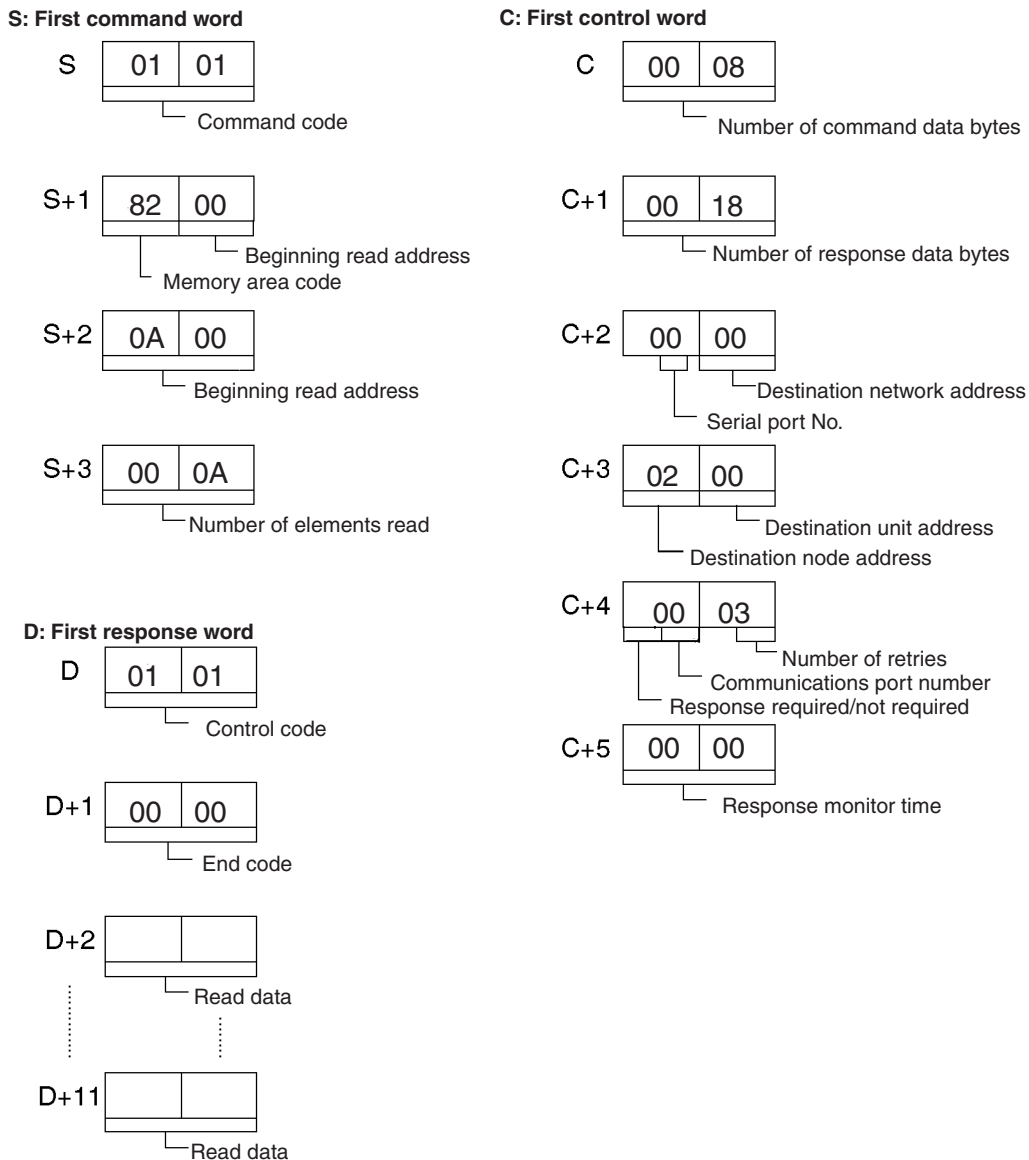 S: First command word
S 01 01
Command code
S+1 82 00
Beginning read address
Memory area code
S+2 0A 00
Beginning read address
S+3 00 0A
Number of elements read
D: First response word
D 01 01
Control code
D+1 00 00
End code
D+2
Read data
D+11
Read data
C: First control word
C 00 08
Number of command data bytes
C+1 00 18
Number of response data bytes
C+2 00 00
Destination network address
Serial port No.
C+3 02 00
Destination unit address
Destination node address
C+4 00 03
Number of retries
Communications port number
Response required/not required
C+5 00 00
Response monitor time